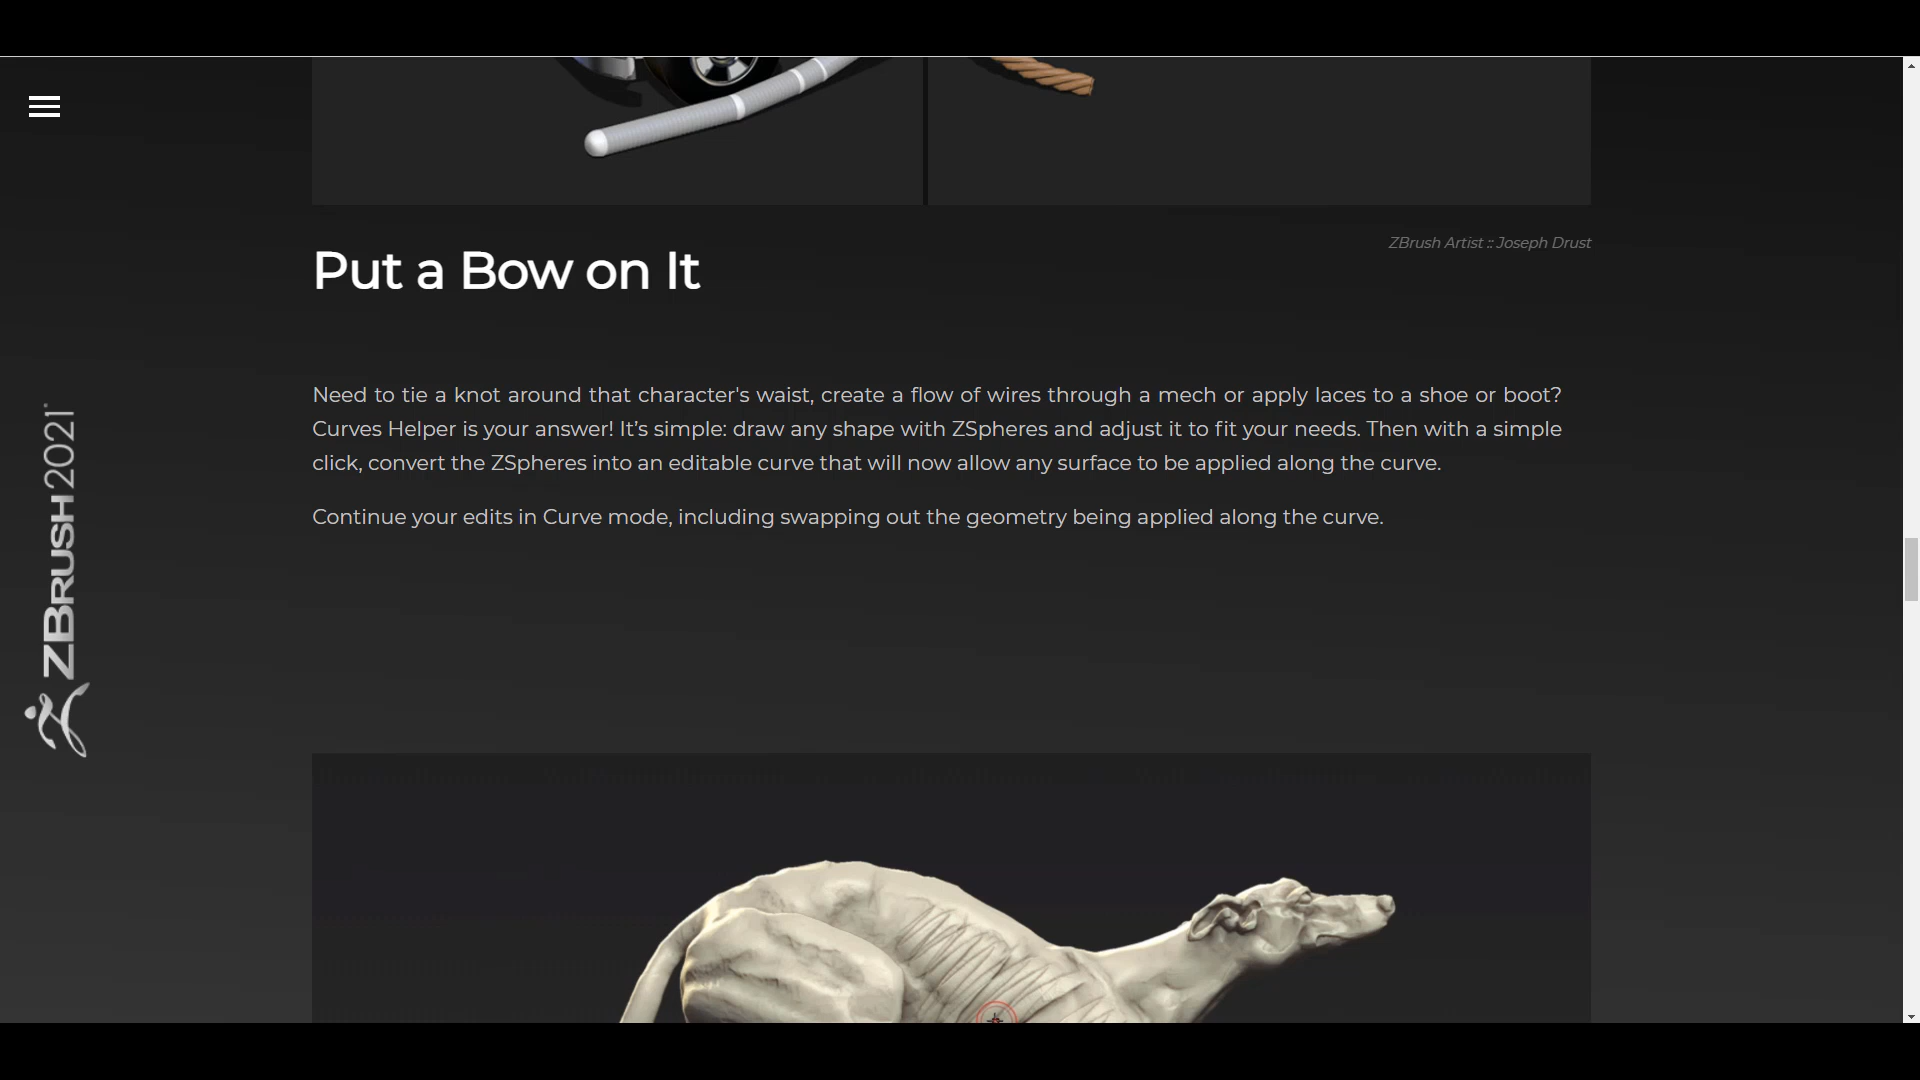 ZBrush Artist :: Joseph Drust
Put a Bow on It
Need to tie a knot around that character's waist, create a flow of wires through a mech or apply laces to a shoe or boot?
Curves Helper is your answer! It’s simple: draw any shape with ZSpheres and adjust it to fit your needs. Then with a simple
click, convert the ZSpheres into an editable curve that will now allow any surface to be applied along the curve.
Continue your edits in Curve mode, including swapping out the geometry being applied along the curve.
ZBRUSH 2021